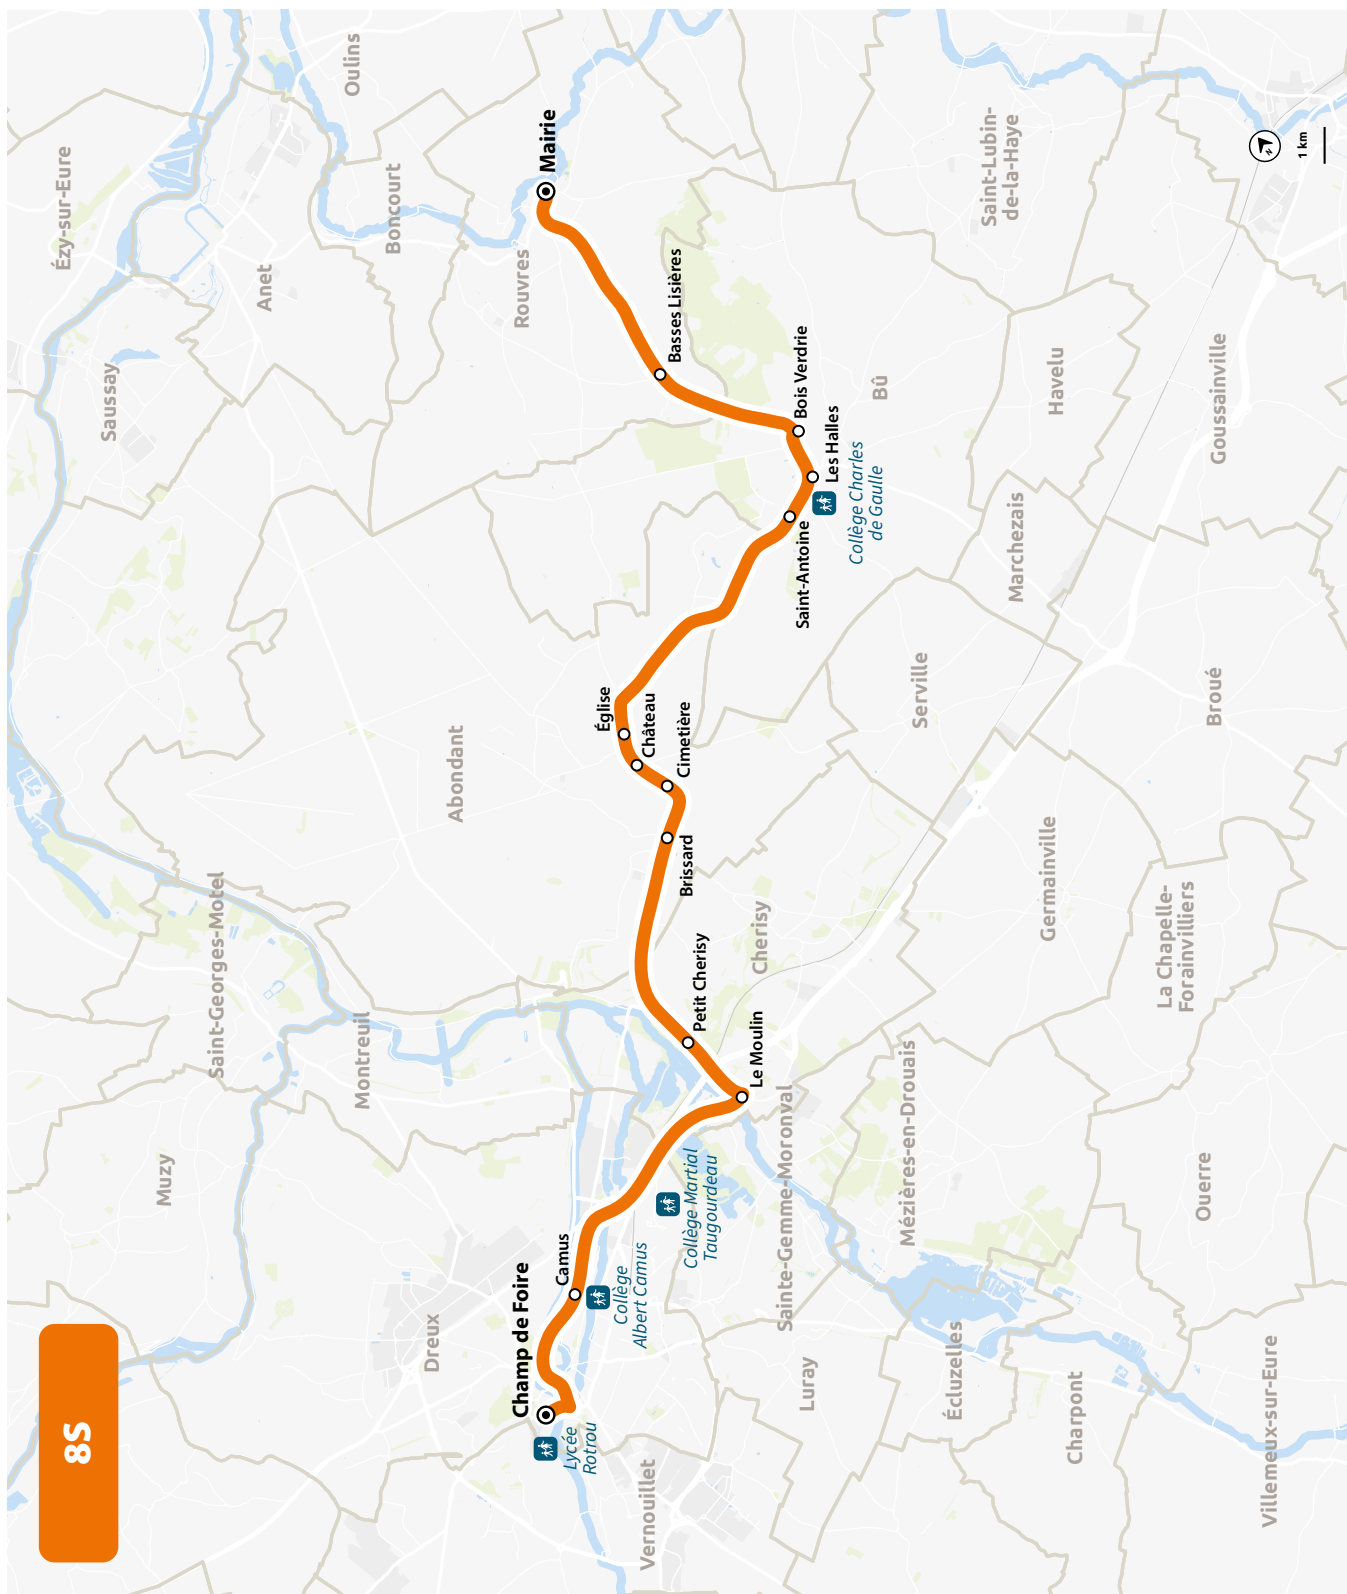 8S
Champ de Foire
Camus
Le Moulin
Petit Cherisy
Brissard
Cimetière
Château
Église
Saint-Antoine
Les Halles
Bois Verdrie
Basses Lisières
Mairie
Lycée
Rotrou
Collège
Albert Camus
Collège Martial
Taugourdeau
Collège Charles
de Gaulle
Muzy
Saint-Georges-Motel
Montreuil
Dreux
Vernouillet
Abondant
Saussay
Ézy-sur-Eure
Anet
Oulins
Boncourt
Rouvres
Cherisy
Sainte-Gemme-Moronval
Luray
Mézières-en-Drouais
Écluzelles
Charpont
Villemeux-sur-Eure
Ouerre
La Chapelle-
Forainvilliers
Germainville
Serville
Broué
Marchezais
Bû
Havelu
Goussainville
Saint-Lubin-
de-la-Haye
N
1 km